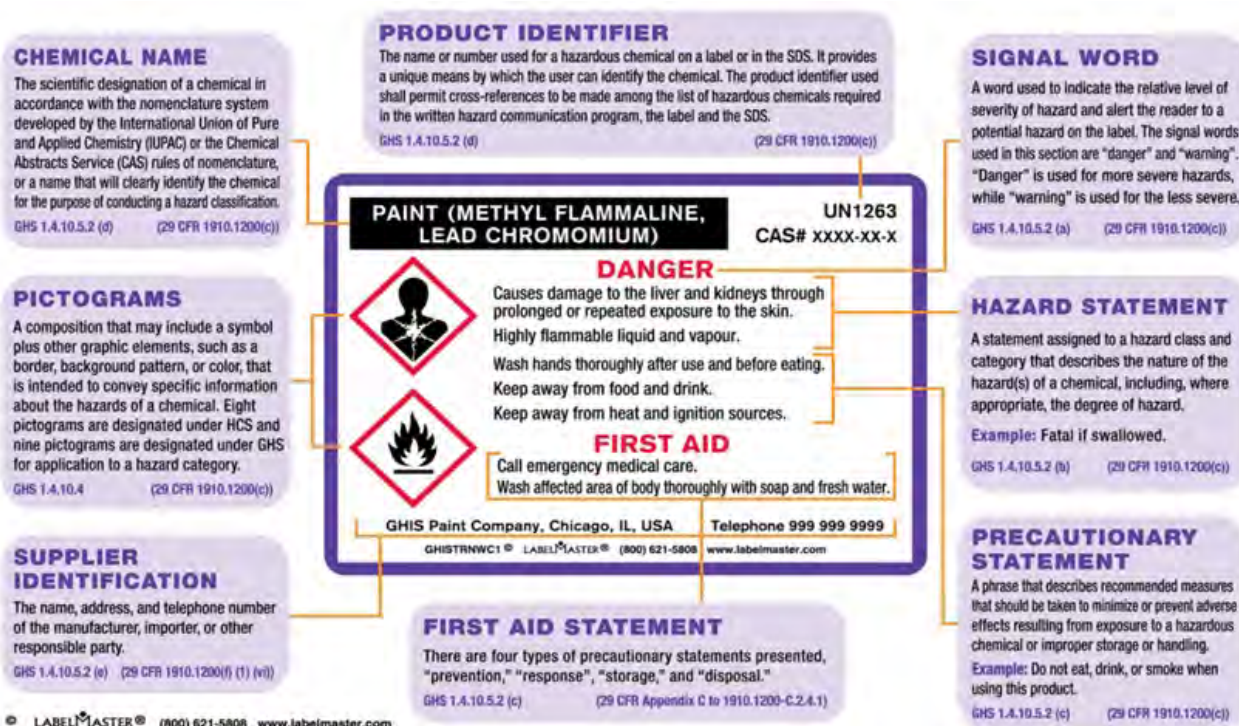 CHEMICAL NAME
The scientific designation of a chemical in
accordance with the nomenclature system
developed by the International Union of Pure
and Applied Chemistry (IUPAC) or the Chemical
Abstracts Service (CAS) rules of nomenclature,
or a name that will clearly identify the chemical
for the purpose of conducting a hazard classification.
GHS 1.4.10.5.2 (d) (29 CFR 1910.1200(c))
PRODUCT IDENTIFIER
The name or number used for a hazardous chemical on a label or in the SDS. It provides
a unique means by which the user can identify the chemical. The product identifier used
shall permit cross-references to be made among the list of hazardous chemicals required
in the written hazard communication program, the label and the SDS.
GHS 1.4.10.5.2 (d) (29 CFR 1910.1200(c))
SIGNAL WORD
A word used to indicate the relative level of
severity of hazard and alert the reader to a
potential hazard on the label. The signal words
used in this section are "danger" and "warning".
"Danger" is used for more severe hazards,
while "warning" is used for the less severe.
GHS 1.4.10.5.2 (a) (29 CFR 1910.1200(c))
PICTOGRAMS
A composition that may include a symbol
plus other graphic elements, such as a
border, background pattern, or color, that
is intended to convey specific information
about the hazards of a chemical. Eight
pictograms are designated under HCS and
nine pictograms are designated under GHS
for application to a hazard category.
GHS 1.4.10.4 (29 CFR 1910.1200(c))
PAINT (METHYL FLAMMALINE,
LEAD CHROMOMIUM)
UN1263
CAS# XXXX-XX-X
DANGER
Causes damage to the liver and kidneys through
prolonged or repeated exposure to the skin.
Highly flammable liquid and vapour.
Wash hands thoroughly after use and before eating.
Keep away from food and drink.
Keep away from heat and ignition sources.
FIRST AID
Call emergency medical care.
Wash affected area of body thoroughly with soap and fresh water.
GHIS Paint Company, Chicago, IL, USA Telephone 999 999 9999
GHISTRNWC1 © LABELMASTER® (800) 621-5808 www.labelmaster.com
HAZARD STATEMENT
A statement assigned to a hazard class and
category that describes the nature of the
hazard(s) of a chemical, including, where
appropriate, the degree of hazard.
Example: Fatal if swallowed.
GHS 1.4.10.5.2 (b) (29 CFR 1910.1200(c))
SUPPLIER
IDENTIFICATION
The name, address, and telephone number
of the manufacturer, importer, or other
responsible party.
GHS 1.4.10.5.2 (e) (29 CFR 1910.1200(f) (1) (vi))
FIRST AID STATEMENT
There are four types of precautionary statements presented,
"prevention," "response", "storage," and "disposal."
GHS 1.4.10.5.2 (c) (29 CFR Appendix C to 1910.1200-C.2.4.1)
PRECAUTIONARY
STATEMENT
A phrase that describes recommended measures
that should be taken to minimize or prevent adverse
effects resulting from exposure to a hazardous
chemical or improper storage or handling.
Example: Do not eat, drink, or smoke when
using this product.
GHS 1.4.10.5.2 (c) (29 CFR 1910.1200(c))
© LABELMASTER® (800) 621-5808 www.labelmaster.com